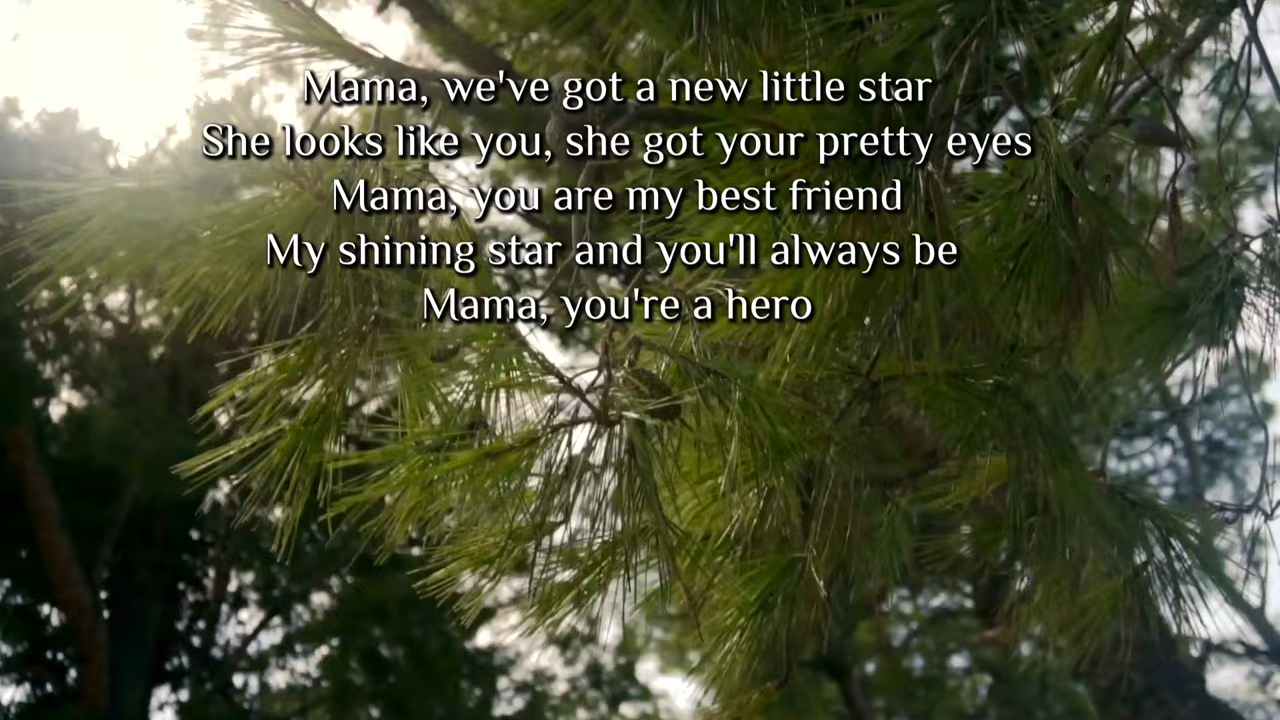 Mama, we've got a new little star
She looks like you, she got your pretty eyes
Mama, you are my best friend
My shining star and you'll always be
Mama, you're a hero